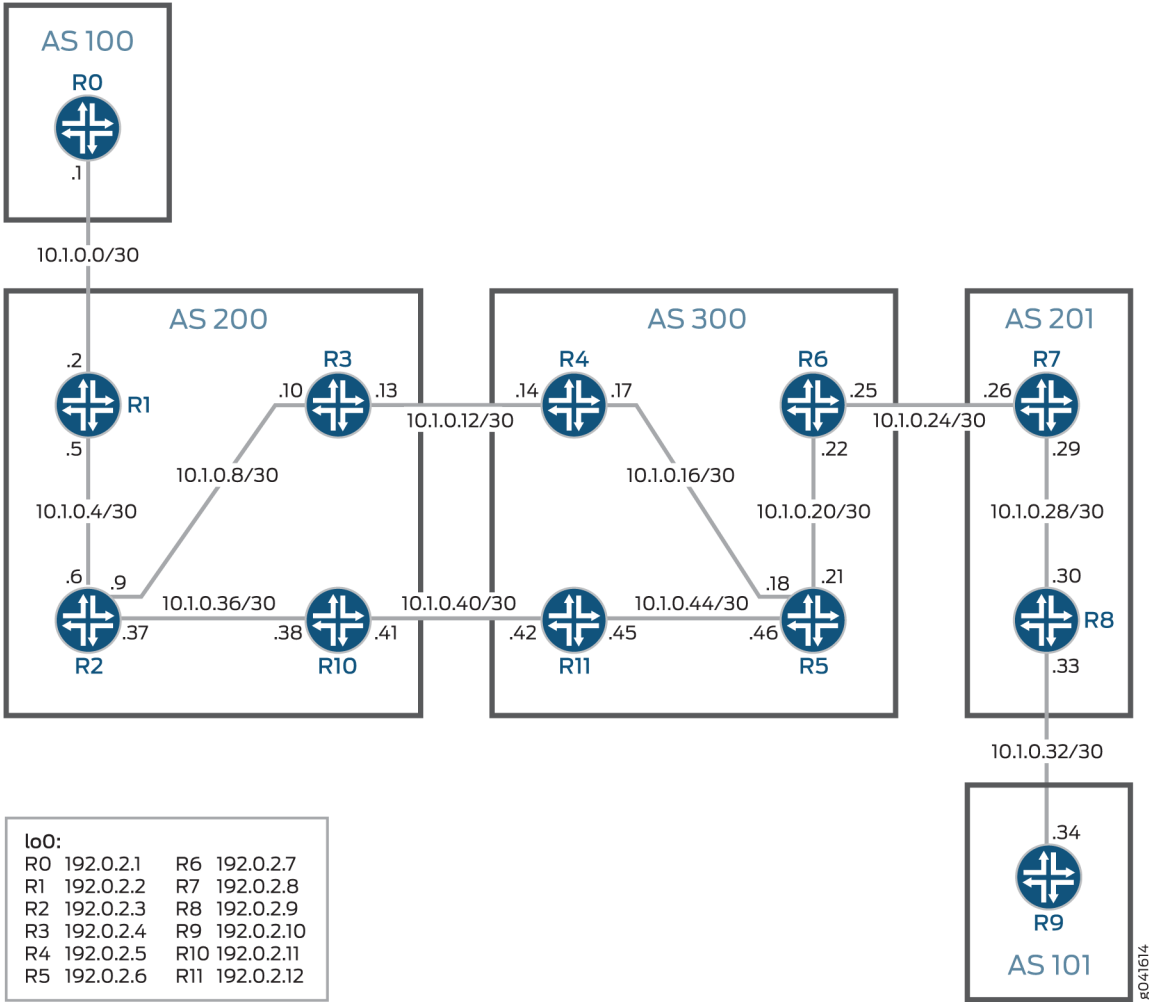 AS 100
R0
.1
10.1.0.0/30
AS 200
AS 300
AS 201
.2
R1
.5
R3
.10
.13
10.1.0.12/30
R4
.14
.17
R6
.25
.22
10.1.0.24/30
R7
.26
.29
10.1.0.8/30
10.1.0.16/30
10.1.0.4/30
10.1.0.20/30
10.1.0.28/30
.6
.9
10.1.0.36/30
.37
R2
.38
R10
.41
10.1.0.40/30
.42
R11
.45
10.1.0.44/30
.18
.21
.46
R5
.30
R8
.33
10.1.0.32/30
.34
R9
AS 101
lo0:
R0 192.0.2.1 R6 192.0.2.7
R1 192.0.2.2 R7 192.0.2.8
R2 192.0.2.3 R8 192.0.2.9
R3 192.0.2.4 R9 192.0.2.10
R4 192.0.2.5 R10 192.0.2.11
R5 192.0.2.6 R11 192.0.2.12
g041614